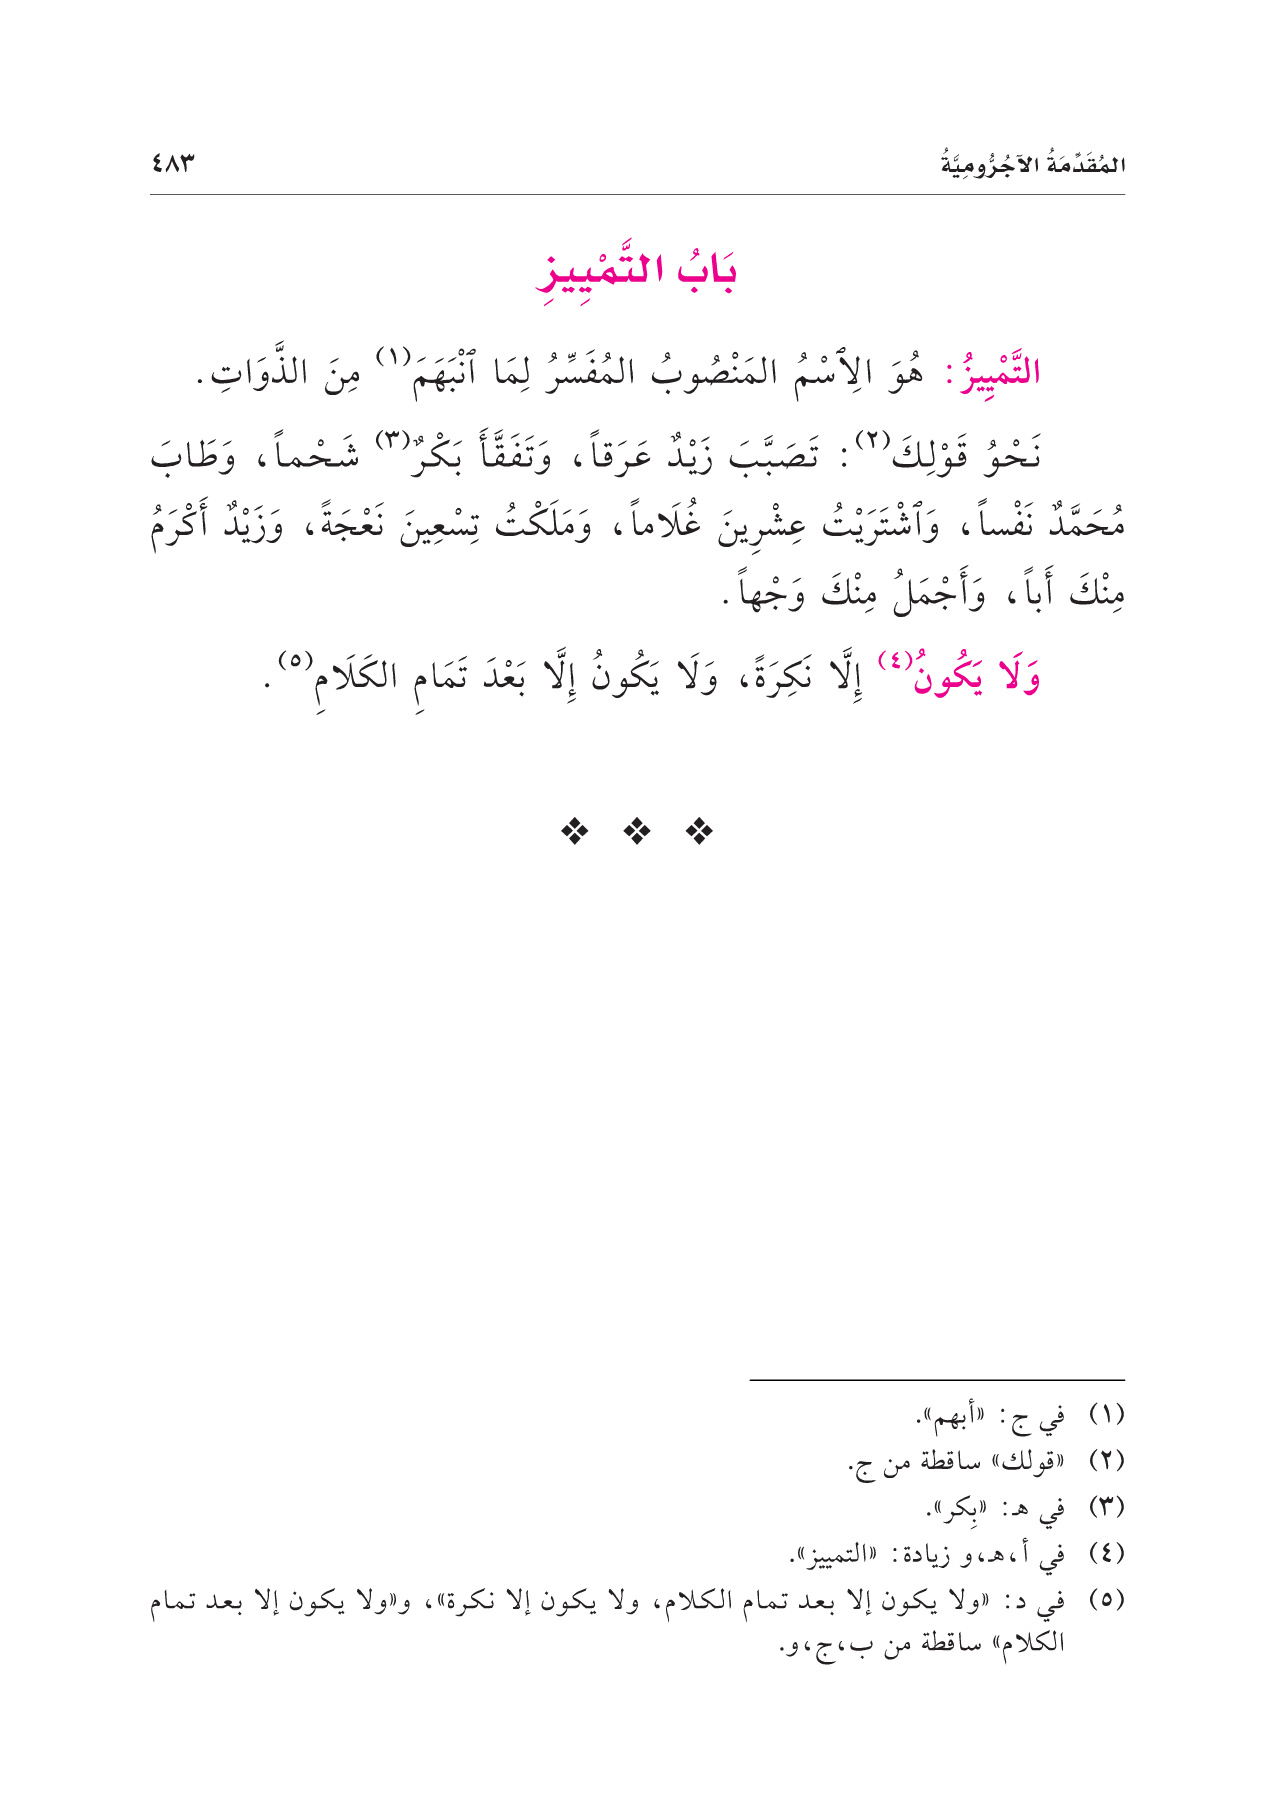 المُقَدِّمَةُ الآجُرُّومِيَّةُ ٤٨٣
بَابُ التَّمْيِيزِ
التَّمْيِيزُ: هُوَ الِٱسْمُ المَنْصُوبُ المُفَسِّرُ لِمَا ٱنْبَهَمَ(١) مِنَ الذَّوَاتِ.
نَحْوُ قَوْلِكَ(٢): تَصَبَّبَ زَيْدٌ عَرَقاً، وَتَفَقَّأَ بَكْرٌ(٣) شَحْماً، وَطَابَ
مُحَمَّدٌ نَفْساً، وَٱشْتَرَيْتُ عِشْرِينَ غُلَاماً، وَمَلَكْتُ تِسْعِينَ نَعْجَةً، وَزَيْدٌ أَكْرَمُ
مِنْكَ أَباً، وَأَجْمَلُ مِنْكَ وَجْهاً.
وَلَا يَكُونُ(٤) إِلَّا نَكِرَةً، وَلَا يَكُونُ إِلَّا بَعْدَ تَمَامِ الكَلَامِ(٥).
(١) في ج: «أبهم».
(٢) «قولك» ساقطة من ج.
(٣) في هـ: «بِكر».
(٤) في أ،هـ،و زيادة: «التمييز».
(٥) في د: «ولا يكون إلا بعد تمام الكلام، ولا يكون إلا نكرة»، و«ولا يكون إلا بعد تمام
الكلام» ساقطة من ب،ج،و.